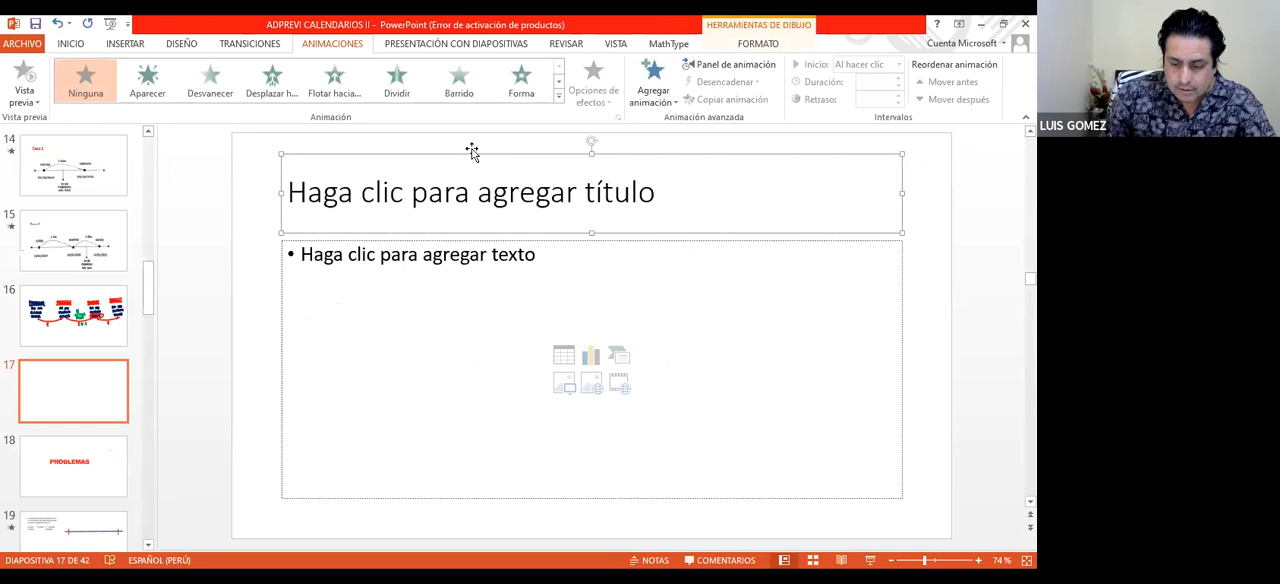 ADPREVI CALENDARIOS II - PowerPoint (Error de activación de productos)
HERRAMIENTAS DE DIBUJO
ARCHIVO
INICIO
INSERTAR
DISEÑO
TRANSICIONES
ANIMACIONES
PRESENTACIÓN CON DIAPOSITIVAS
REVISAR
VISTA
MathType
FORMATO
Cuenta Microsoft
Vista previa
Ninguna
Aparecer
Desvanecer
Desplazar h...
Flotar hacia...
Dividir
Barrido
Forma
Opciones de efectos
Agregar animación
Panel de animación
Desencadenar
Copiar animación
Inicio: Al hacer clic
Duración:
Retraso:
Reordenar animación
Mover antes
Mover después
Vista previa
Animación
Animación avanzada
Intervalos
LUIS GOMEZ
14
15
16
17
18
PROBLEMAS
19
Haga clic para agregar título
• Haga clic para agregar texto
DIAPOSITIVA 17 DE 42
ESPAÑOL (PERÚ)
NOTAS
COMENTARIOS
74 %